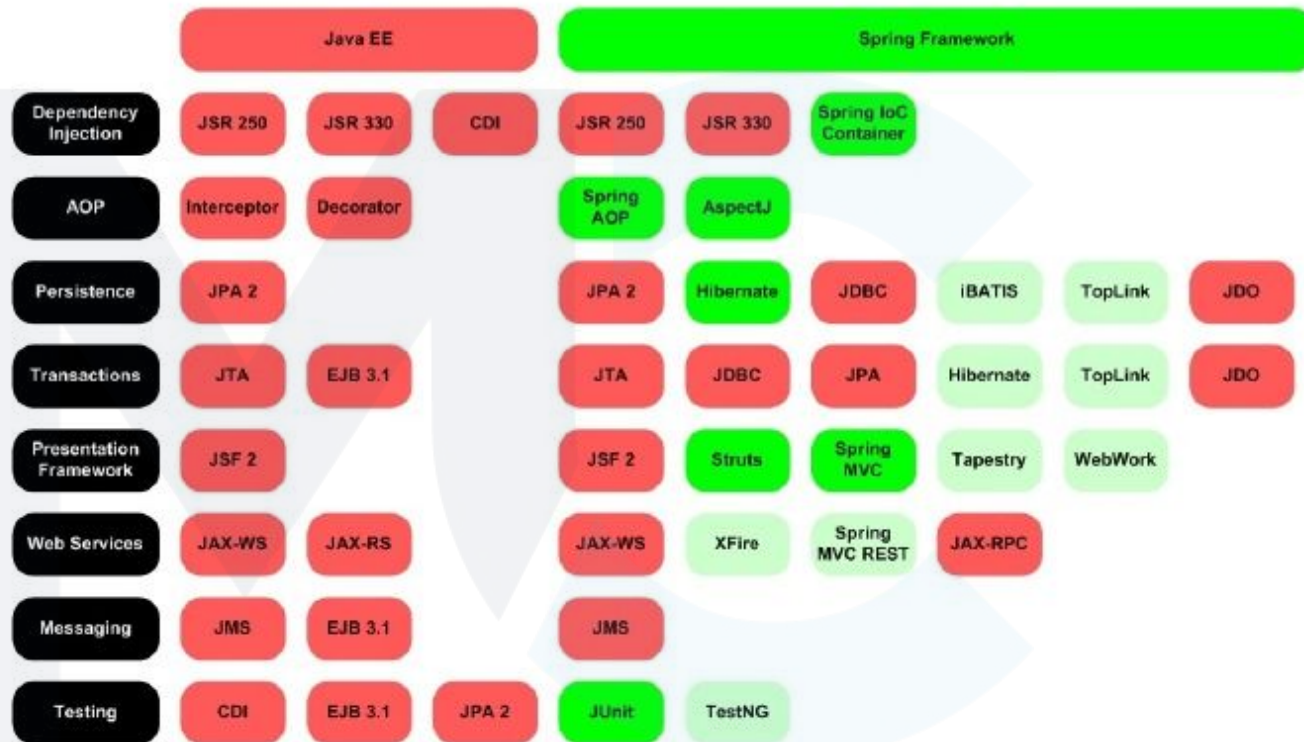 Java EE
Spring Framework
Dependency
Injection
JSR 250
JSR 330
CDI
JSR 250
JSR 330
Spring IoC
Container
AOP
Interceptor
Decorator
Spring
AOP
AspectJ
Persistence
JPA 2
JPA 2
Hibernate
JDBC
iBATIS
TopLink
JDO
Transactions
JTA
EJB 3.1
JTA
JDBC
JPA
Hibernate
TopLink
JDO
Presentation
Framework
JSF 2
JSF 2
Struts
Spring
MVC
Tapestry
WebWork
Web Services
JAX-WS
JAX-RS
JAX-WS
XFire
Spring
MVC REST
JAX-RPC
Messaging
JMS
EJB 3.1
JMS
Testing
CDI
EJB 3.1
JPA 2
JUnit
TestNG